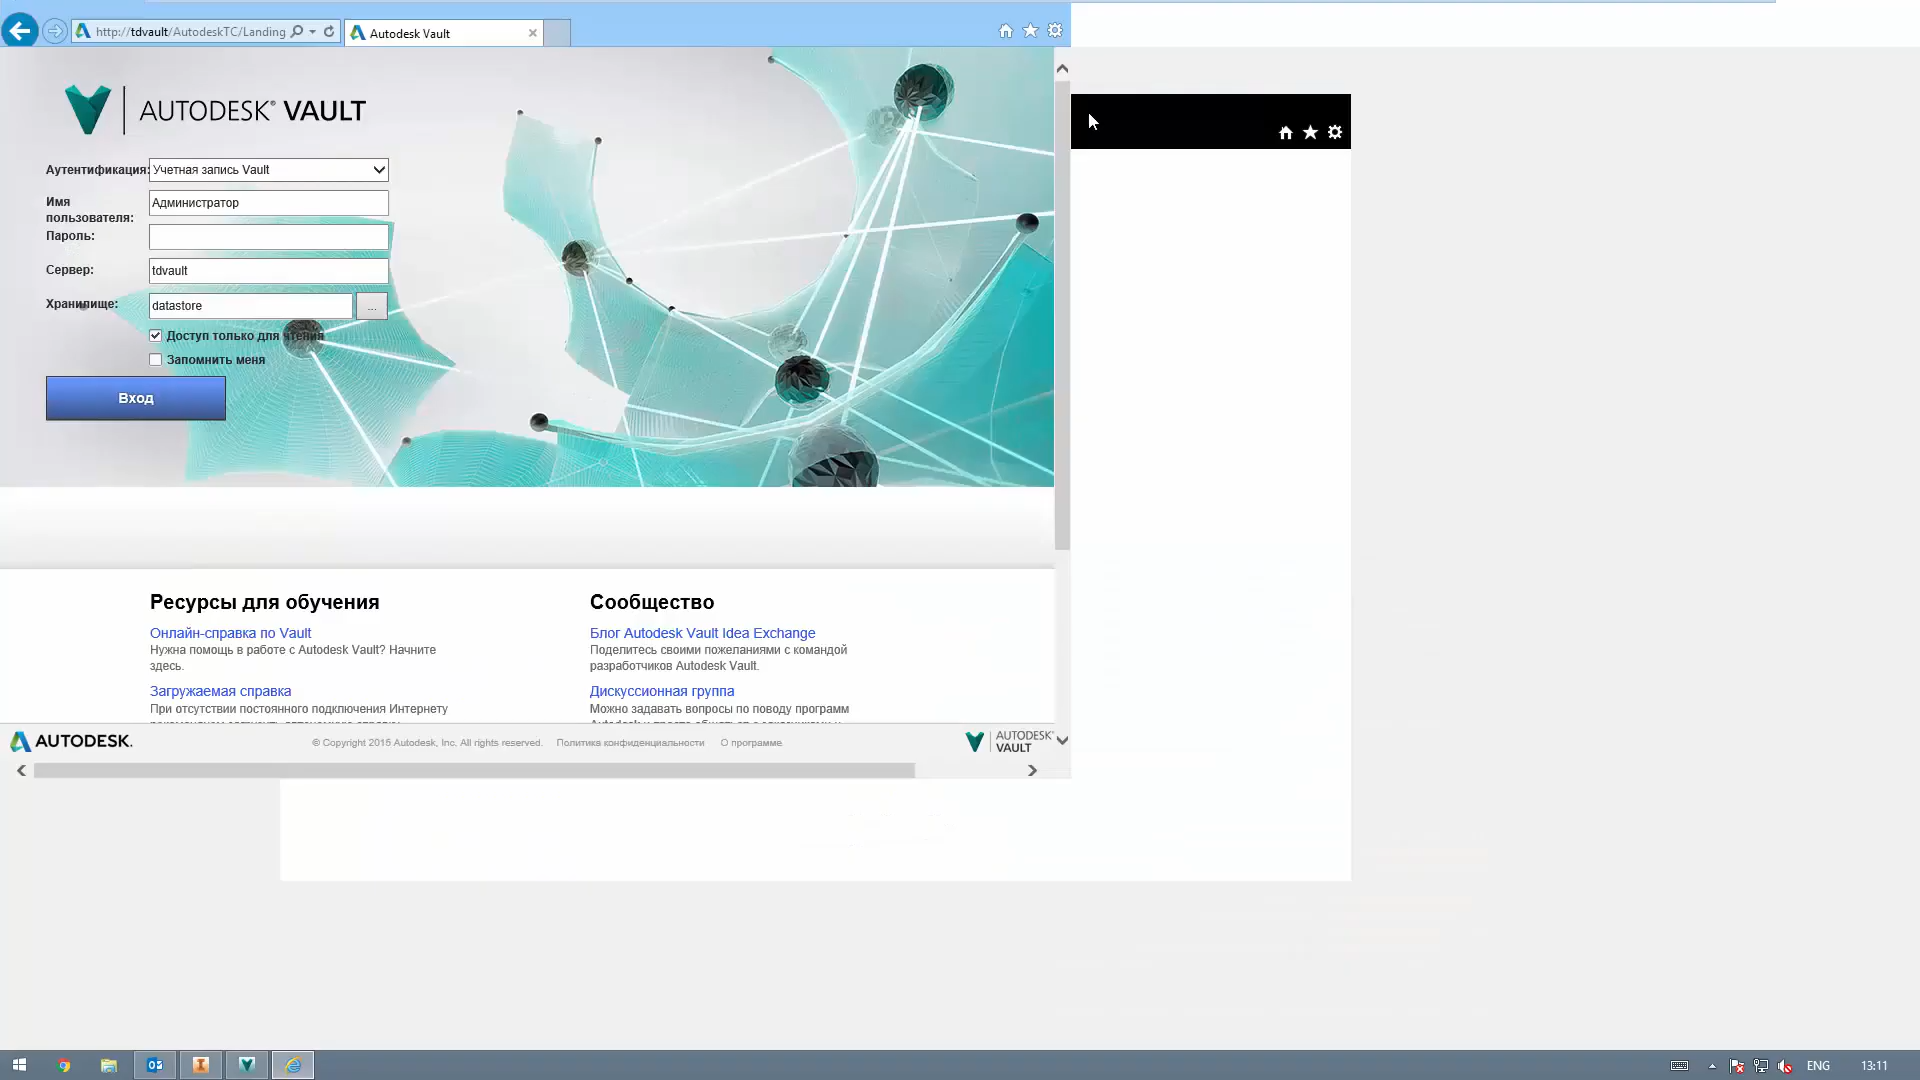 http://tdvault/AutodeskTC/Landing
Autodesk Vault
AUTODESK® VAULT
Аутентификация:
Учетная запись Vault
Имя
пользователя:
Администратор
Пароль:
Сервер:
tdvault
Хранилище:
datastore
...
Доступ только для чтения
Запомнить меня
Вход
Ресурсы для обучения
Онлайн-справка по Vault
Нужна помощь в работе с Autodesk Vault? Начните
здесь.
Загружаемая справка
При отсутствии постоянного подключения Интернету
Сообщество
Блог Autodesk Vault Idea Exchange
Поделитесь своими пожеланиями с командой
разработчиков Autodesk Vault.
Дискуссионная группа
Можно задавать вопросы по поводу программ
AUTODESK.
© Copyright 2015 Autodesk, Inc. All rights reserved.
Политика конфиденциальности
О программе
AUTODESK®
VAULT
ENG
13:11